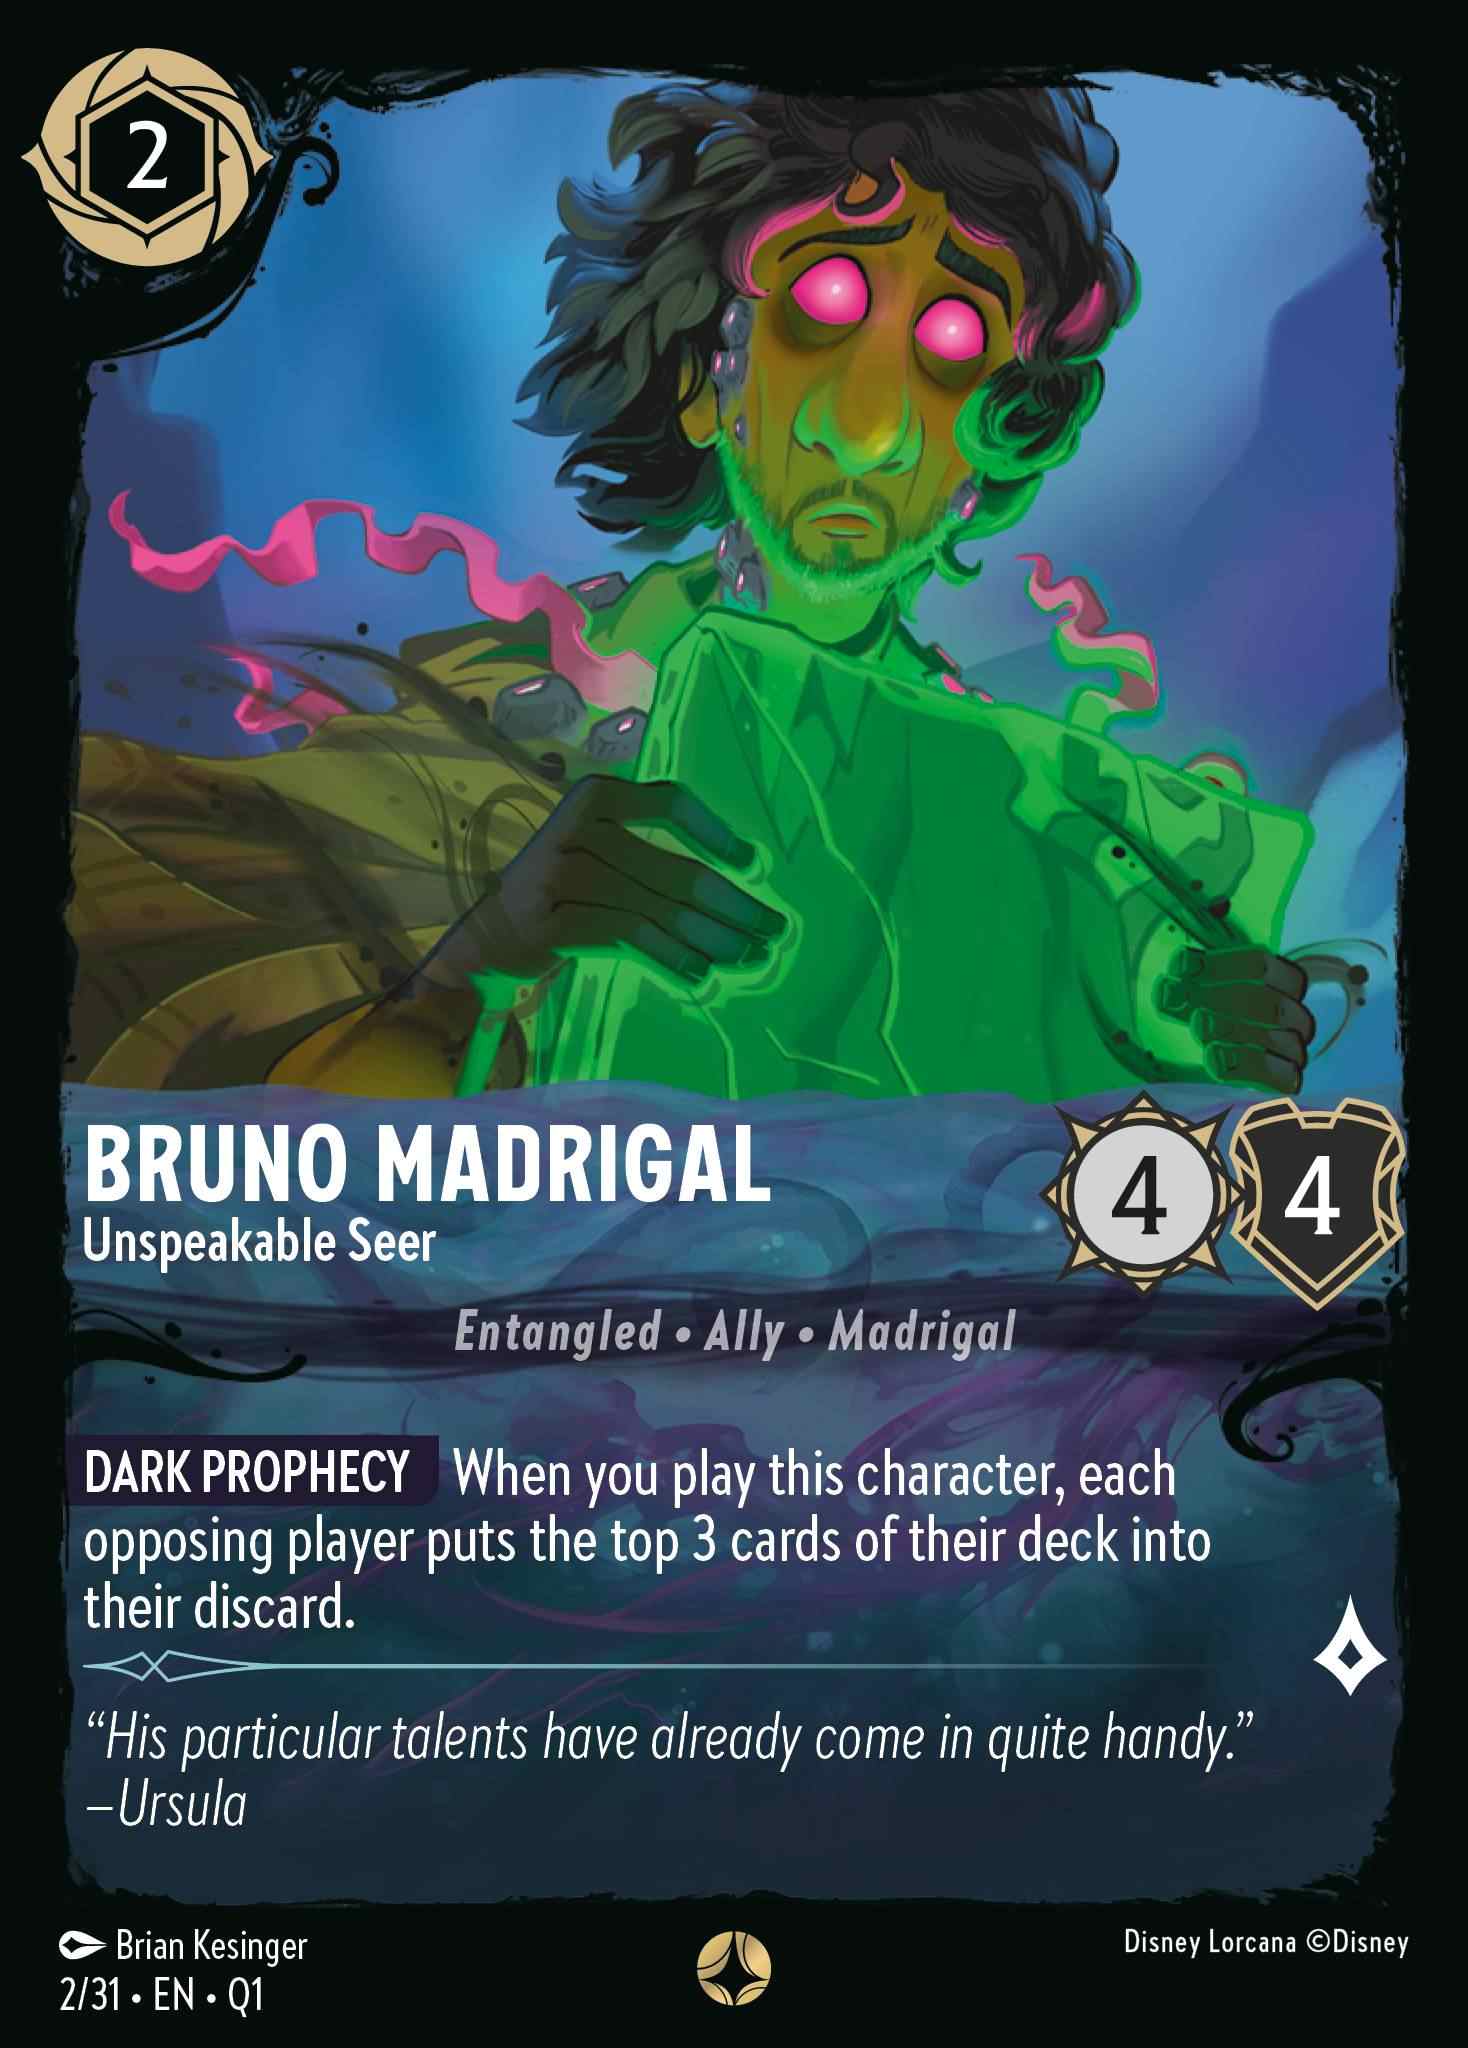 2
BRUNO MADRIGAL
Unspeakable Seer
4
4
Entangled • Ally • Madrigal
DARK PROPHECY When you play this character, each
opposing player puts the top 3 cards of their deck into
their discard.
“His particular talents have already come in quite handy.”
–Ursula
Brian Kesinger
Disney Lorcana ©Disney
2/31 • EN • Q1